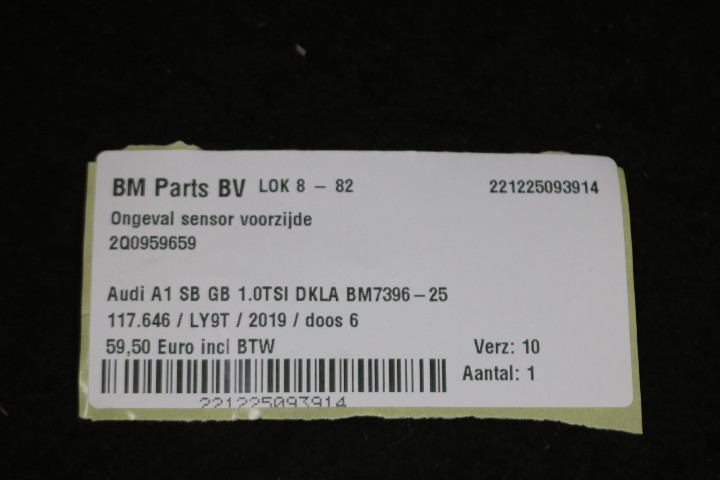 BM Parts BV LOK 8 - 82 221225093914
Ongeval sensor voorzijde
2Q0959659
Audi A1 SB GB 1.0TSI DKLA BM7396-25
117.646 / LY9T / 2019 / doos 6
59,50 Euro incl BTW Verz: 10
Aantal: 1
221225093914